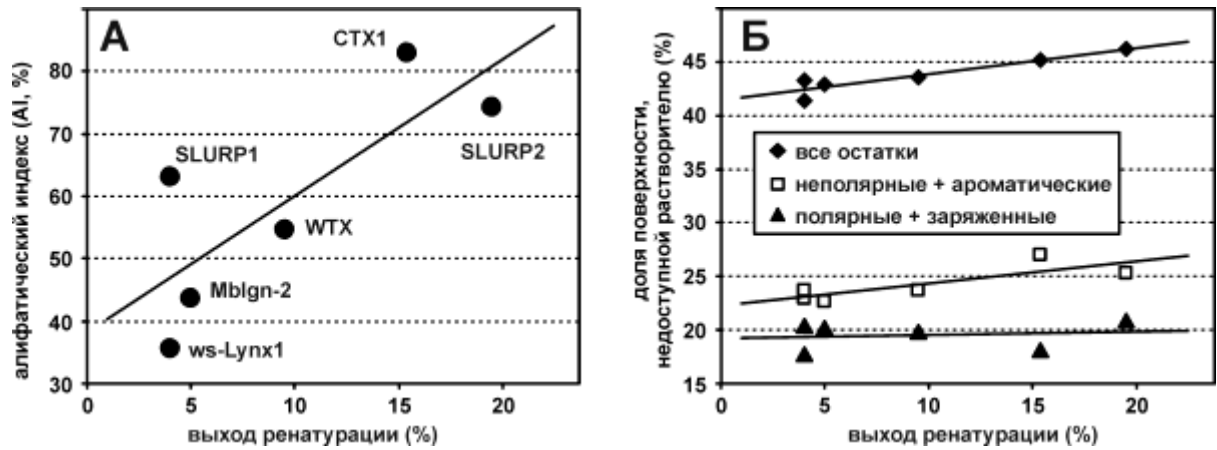 А
алифатический индекс (AI, %)
80
70
60
50
40
30
CTX1
SLURP1
SLURP2
WTX
Mblgn-2
ws-Lynx1
0
5
10
15
20
выход ренатурации (%)
Б
доля поверхности,
недоступной растворителю (%)
45
40
35
30
25
20
15
все остатки
неполярные + ароматические
полярные + заряженные
0
5
10
15
20
выход ренатурации (%)